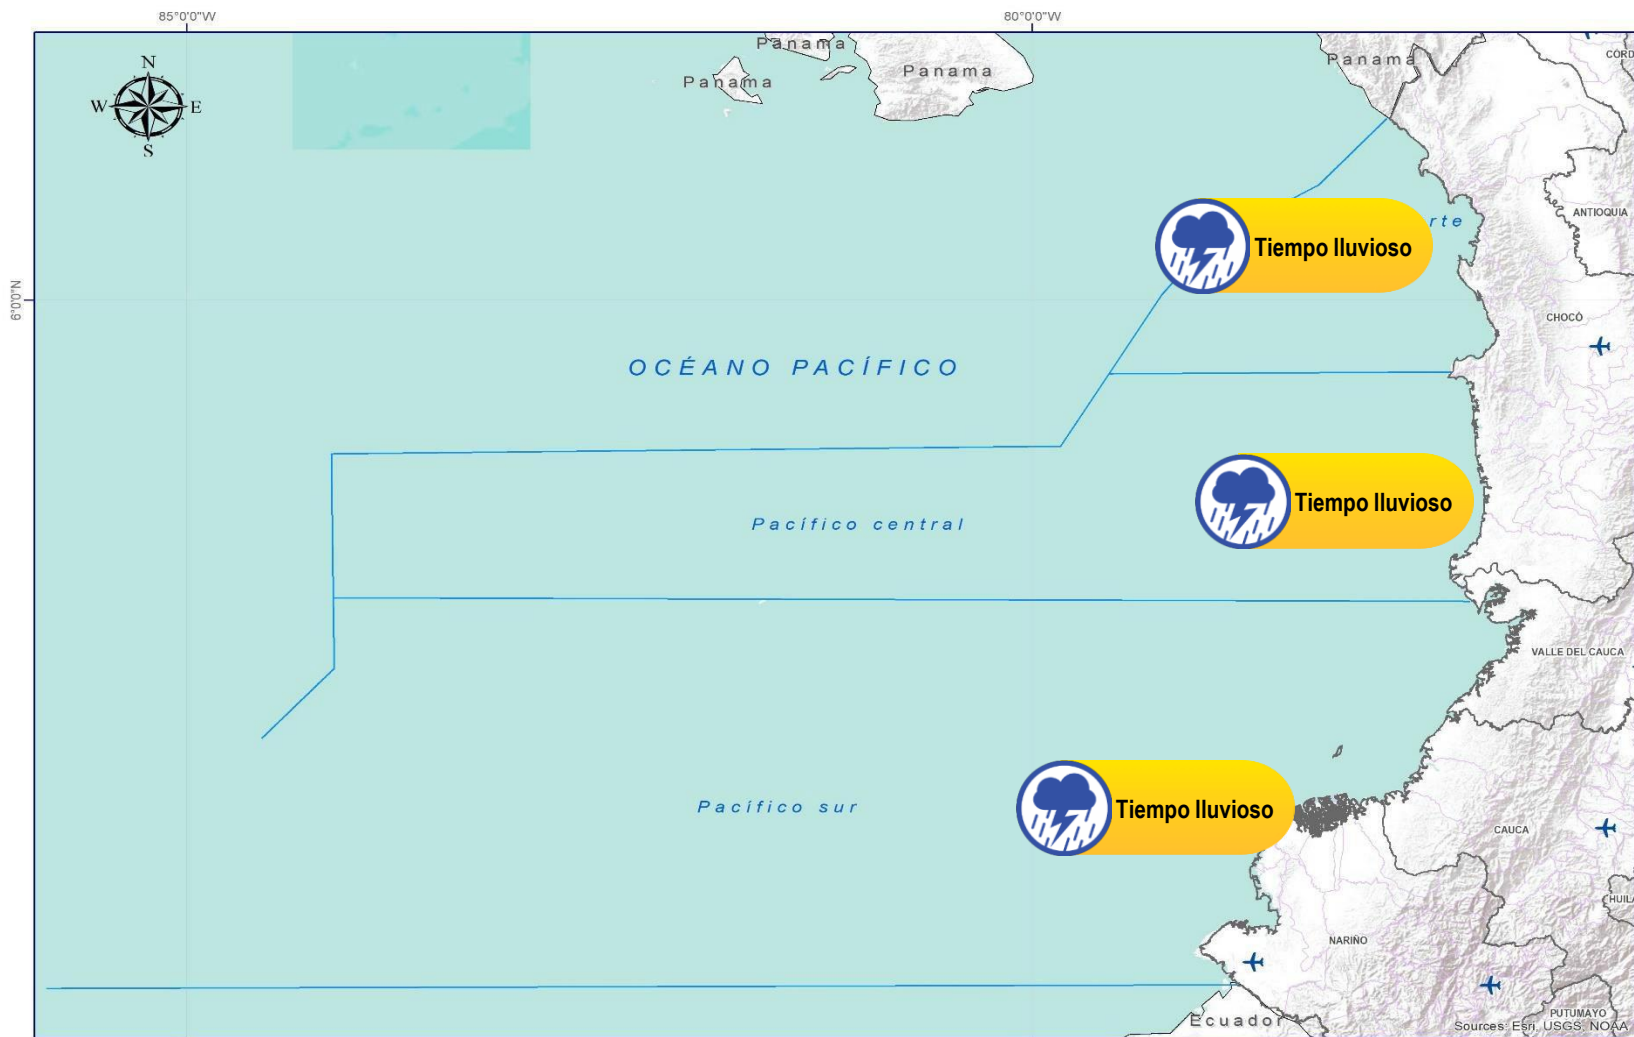 85°0'0"W
80°0'0"W
Panama
Panama
Panama
Panama
CÓRD
N
W
E
S
ANTIOQUIA
rte
Tiempo lluvioso
6°0'0"N
CHOCÓ
OCÉANO PACÍFICO
Tiempo lluvioso
Pacífico central
VALLE DEL CAUCA
Pacífico sur
Tiempo lluvioso
CAUCA
HUILA
NARIÑO
PUTUMAYO
Ecuador
Sources: Esri, USGS, NOAA